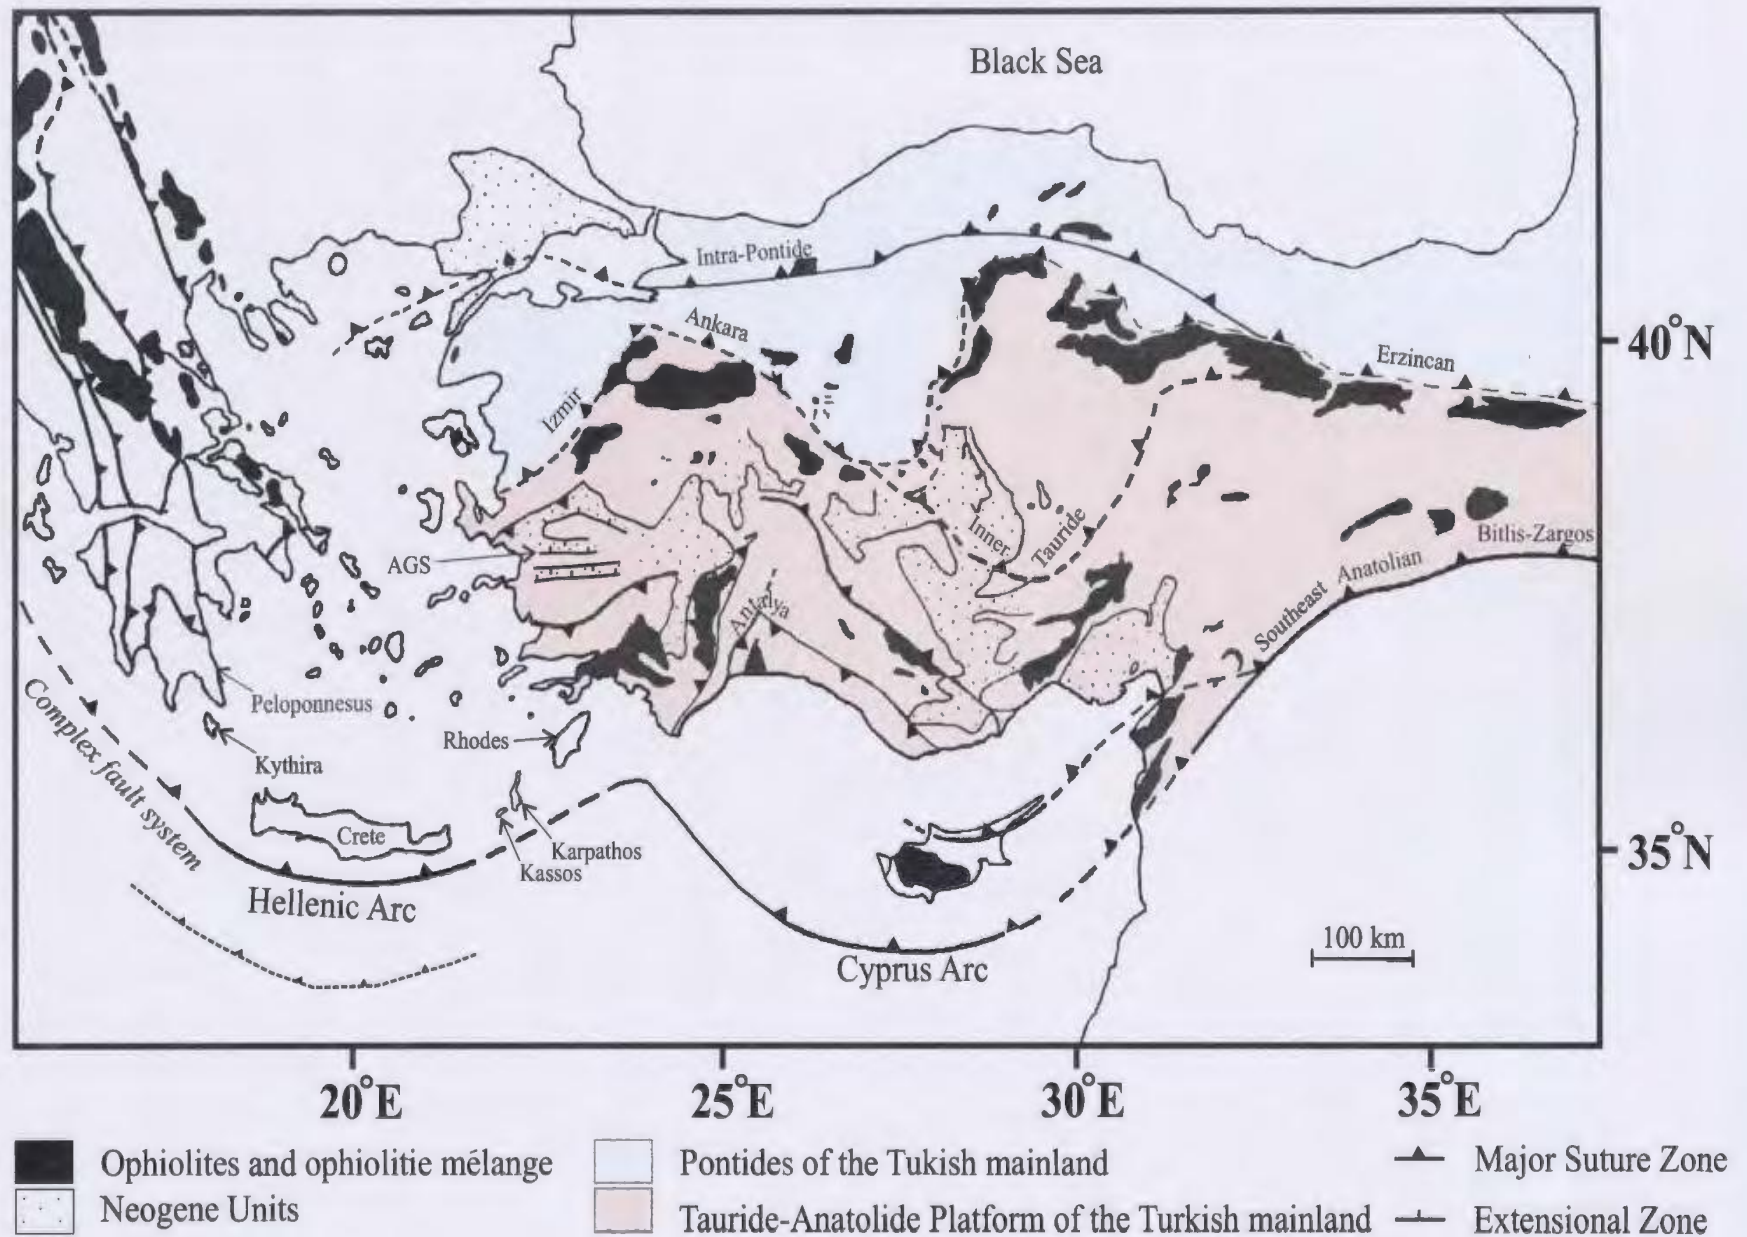 Black Sea
Intra-Pontide
Ankara
40°N
Erzincan
Izmir
Inner
Tauride
Bitlis-Zargos
AGS
Southeast Anatolian
Antalya
Peloponnesus
Complex fault system
Rhodes
Kythira
Crete
Karpathos
Kassos
35°N
Hellenic Arc
Cyprus Arc
100 km
20°E
25°E
30°E
35°E
Ophiolites and ophiolitie mélange
Pontides of the Tukish mainland
Major Suture Zone
Neogene Units
Tauride-Anatolide Platform of the Turkish mainland
Extensional Zone